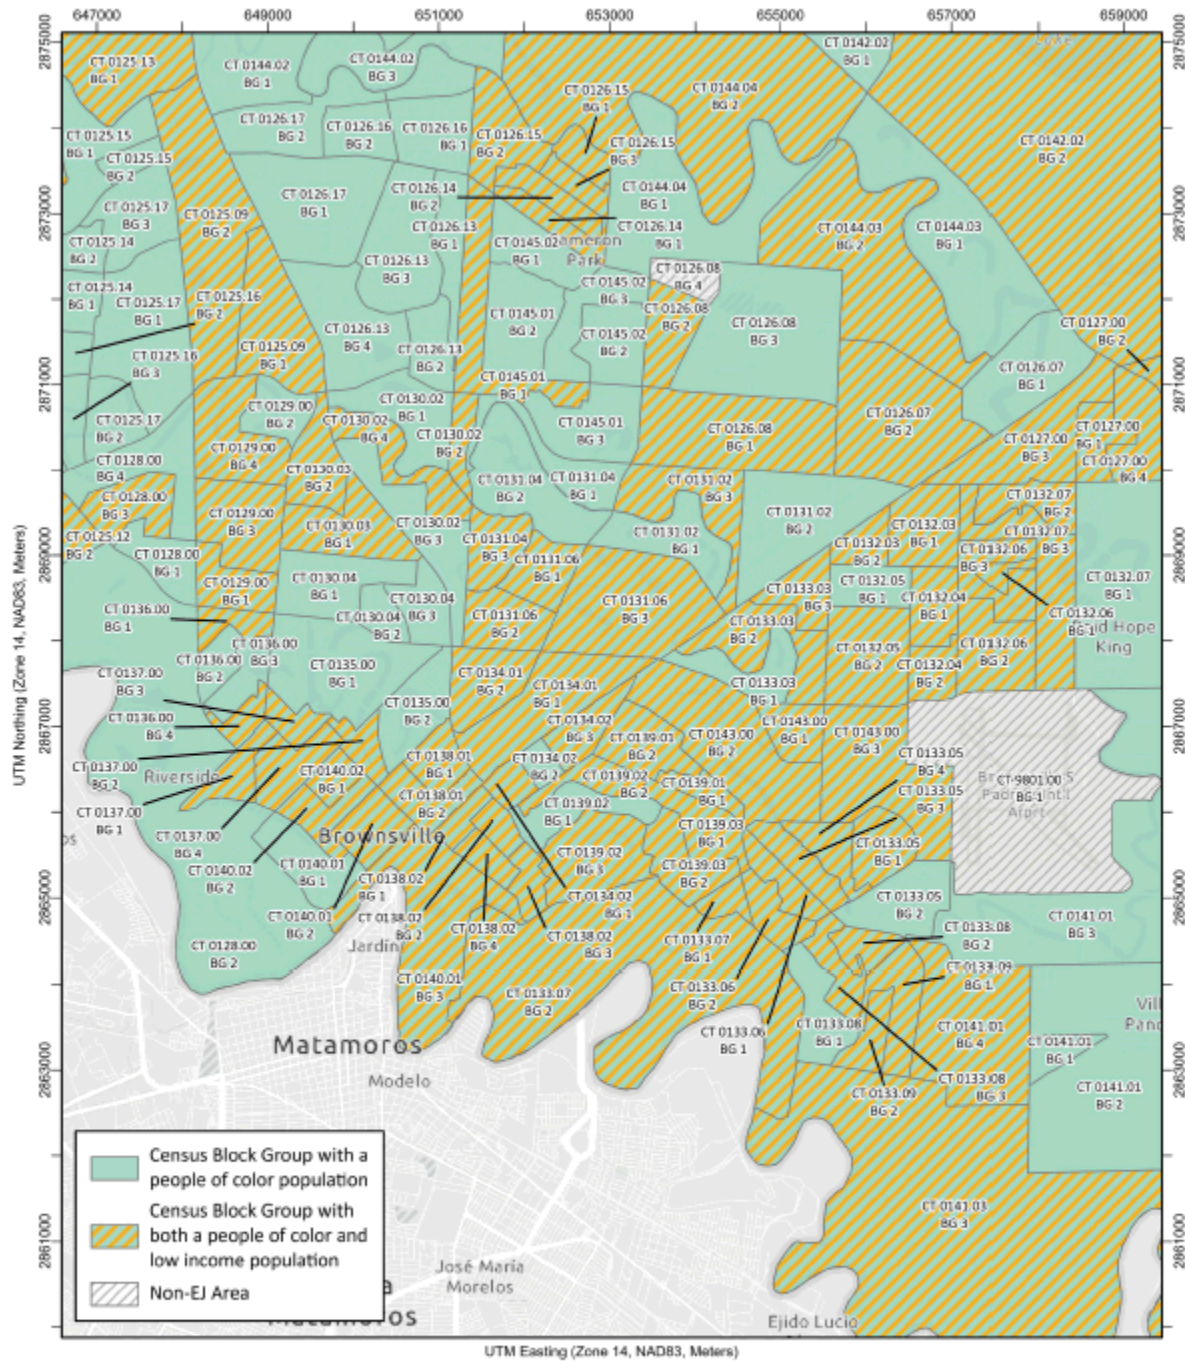 647000
649000
651000
653000
655000
657000
659000
2875000
2875000
Lake
CT 0125.13
BG 1
CT 0144.02
BG 1
CT 0144.02
BG 3
CT 0142.02
BG 1
CT 0126.15
BG 1
CT 0144.04
BG 2
CT 0126.17
BG 2
CT 0126.16
BG 2
CT 0126.16
BG 1
CT 0126.15
BG 2
CT 0126.15
BG 3
CT 0142.02
BG 2
CT 0125.15
BG 1
CT 0125.15
BG 2
CT 0126.17
BG 1
CT 0126.14
BG 2
CT 0144.04
BG 1
2873000
2873000
CT 0125.17
BG 3
CT 0125.09
BG 2
CT 0126.13
BG 1
CT 0126.14
BG 1
CT 0144.03
BG 2
CT 0144.03
BG 1
CT 0125.14
BG 2
CT 0145.02
BG 1
Cameron
Park
CT 0126.13
BG 3
CT 0126.08
BG 4
CT 0125.14
BG 1
CT 0125.17
BG 1
CT 0125.16
BG 2
CT 0145.02
BG 3
CT 0145.01
BG 2
CT 0126.08
BG 2
CT 0126.08
BG 3
CT 0127.00
BG 2
CT 0126.13
BG 4
CT 0145.02
BG 2
CT 0125.16
BG 3
CT 0125.09
BG 1
CT 0126.13
BG 2
CT 0126.07
BG 1
2871000
2871000
CT 0145.01
BG 1
CT 0130.02
BG 1
CT 0129.00
BG 2
CT 0126.07
BG 2
CT 0125.17
BG 2
CT 0130.02
BG 4
CT 0130.02
BG 2
CT 0145.01
BG 3
CT 0126.08
BG 1
CT 0127.00
BG 1
CT 0127.00
BG 3
CT 0129.00
BG 4
CT 0128.00
BG 4
CT 0127.00
BG 4
CT 0130.03
BG 2
CT 0131.04
BG 2
CT 0131.04
BG 1
CT 0131.02
BG 3
CT 0128.00
BG 3
CT 0132.07
BG 2
CT 0129.00
BG 3
CT 0130.03
BG 1
CT 0130.02
BG 3
CT 0131.02
BG 2
CT 0132.03
BG 1
CT 0131.02
BG 1
CT 0132.07
BG 3
CT 0125.12
BG 2
CT 0131.04
BG 3
CT 0132.03
BG 2
CT 0132.06
BG 3
2869000
2869000
CT 0128.00
BG 1
CT 0131.06
BG 1
CT 0129.00
BG 1
CT 0130.04
BG 1
CT 0132.05
BG 1
CT 0132.07
BG 1
CT 0133.03
BG 3
CT 0130.04
BG 3
CT 0131.06
BG 3
CT 0132.04
BG 1
CT 0136.00
BG 1
CT 0130.04
BG 2
CT 0131.06
BG 2
CT 0133.03
BG 2
CT 0132.06
BG 1
King
CT 0136.00
BG 3
CT 0132.05
BG 2
CT 0132.06
BG 2
CT 0136.00
BG 2
CT 0135.00
BG 1
CT 0132.04
BG 2
CT 0137.00
BG 3
CT 0134.01
BG 2
CT 0134.01
BG 1
CT 0133.03
BG 1
CT 0135.00
BG 2
2867000
2867000
CT 0136.00
BG 4
CT 0134.02
BG 3
CT 0139.01
BG 2
CT 0143.00
BG 2
CT 0143.00
BG 1
CT 0143.00
BG 3
CT 0138.01
BG 1
CT 0134.02
BG 2
CT 0133.05
BG 4
CT 0137.00
BG 2
Riverside
CT 0140.02
BG 1
CT 0139.02
BG 2
CT 0139.01
BG 1
CT 9801.00
BG 1
CT 0133.05
BG 3
CT 0138.01
BG 2
CT 0139.02
BG 1
CT 0137.00
BG 1
CT 0139.03
BG 1
CT 0137.00
BG 4
Brownsville
CT 0133.05
BG 1
CT 0139.02
BG 3
CT 0140.02
BG 2
CT 0140.01
BG 1
CT 0138.02
BG 1
CT 0139.03
BG 2
CT 0134.02
BG 1
CT 0133.05
BG 2
2865000
2865000
CT 0140.01
BG 2
CT 0138.02
BG 2
CT 0138.02
BG 4
CT 0138.02
BG 3
CT 0133.07
BG 1
CT 0133.08
BG 2
CT 0141.01
BG 3
CT 0128.00
BG 2
Jardín
CT 0133.09
BG 1
CT 0140.01
BG 3
CT 0133.07
BG 2
CT 0133.06
BG 2
CT 0133.06
BG 1
CT 0133.08
BG 1
CT 0141.01
BG 4
Matamoros
CT 0141.01
BG 1
2863000
2863000
Modelo
CT 0133.08
BG 3
CT 0133.09
BG 2
CT 0141.01
BG 2
CT 0141.03
BG 3
2861000
2861000
José María
Morelos
Ejido Lucio
Census Block Group with a
people of color population
Census Block Group with
both a people of color and
low income population
Non-EJ Area
UTM Northing (Zone 14, NAD83, Meters)
UTM Easting (Zone 14, NAD83, Meters)